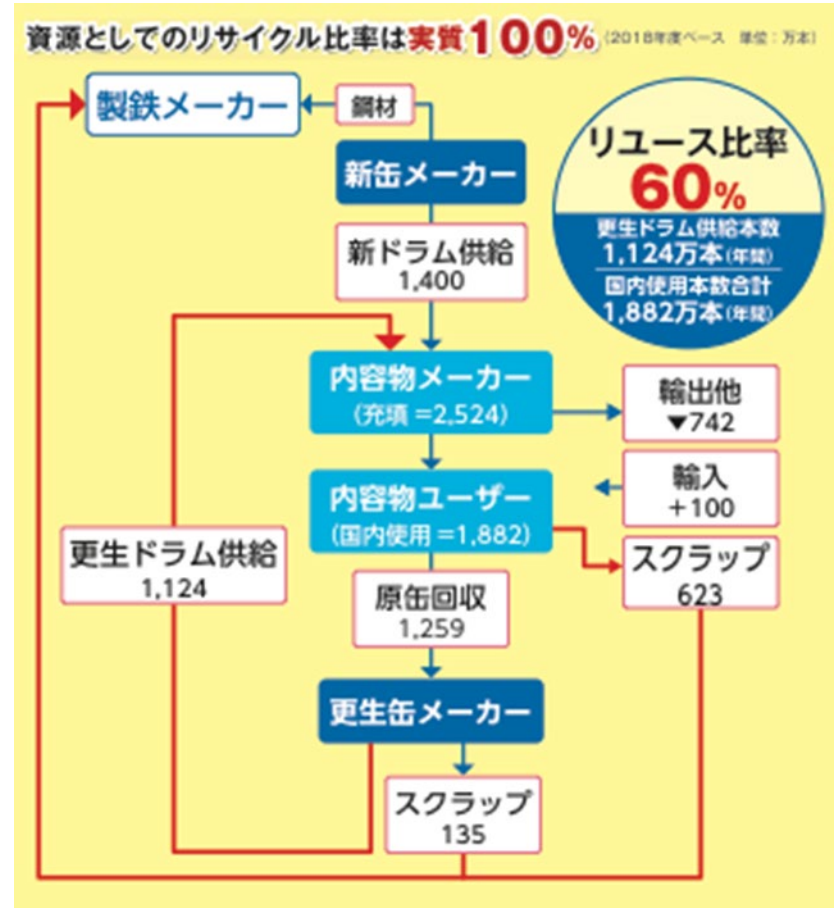 資源としてのリサイクル比率は実質100%(2018年度ベース 単位:万本)
製鉄メーカー
鋼材
新缶メーカー
新ドラム供給
1,400
リユース比率
60%
更生ドラム供給本数
1,124万本(年間)
国内使用本数合計
1,882万本(年間)
内容物メーカー
(充填=2,524)
輸出他
▼742
輸入
+100
内容物ユーザー
(国内使用=1,882)
スクラップ
623
更生ドラム供給
1,124
原缶回収
1,259
更生缶メーカー
スクラップ
135